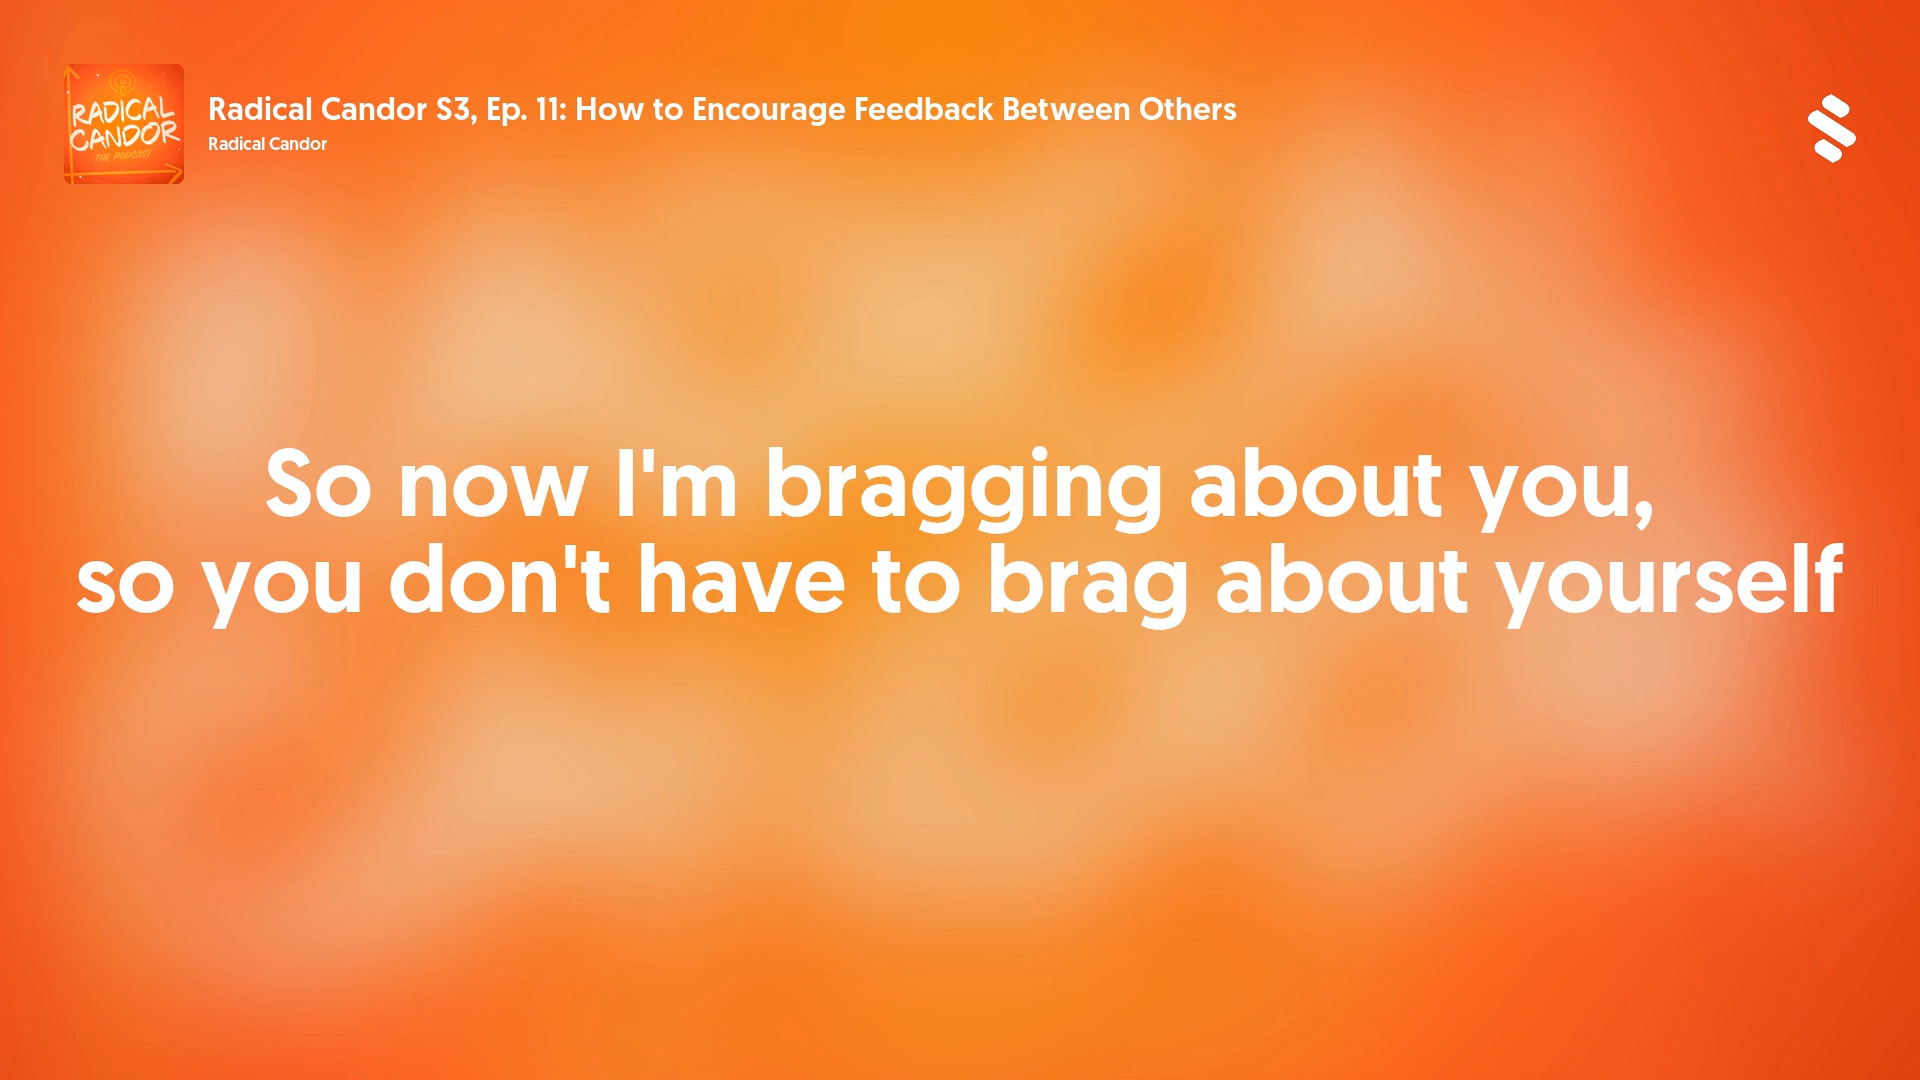 RADICAL
CANDOR
THE PODCAST
Radical Candor S3, Ep. 11: How to Encourage Feedback Between Others
Radical Candor
So now I'm bragging about you,
so you don't have to brag about yourself